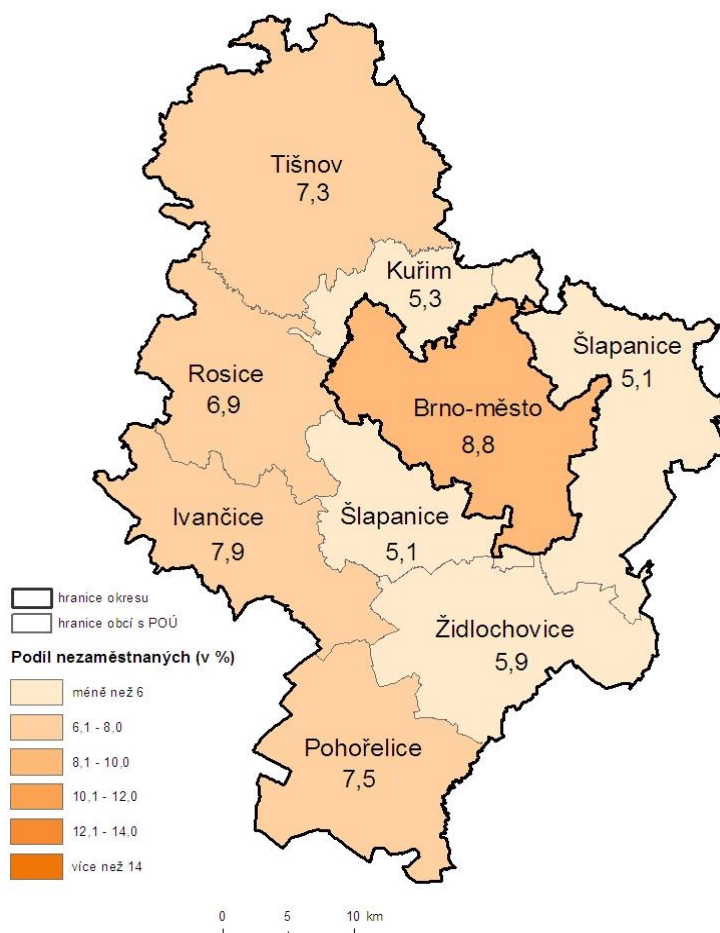 Tišnov
7,3
Kuřim
5,3
Šlapanice
5,1
Rosice
6,9
Brno-město
8,8
Ivančice
7,9
Šlapanice
5,1
Židlochovice
5,9
Pohořelice
7,5
hranice okresu
hranice obcí s POÚ
Podíl nezaměstnaných (v %)
méně než 6
6,1 - 8,0
8,1 - 10,0
10,1 - 12,0
12,1 - 14,0
více než 14
0 5 10 km